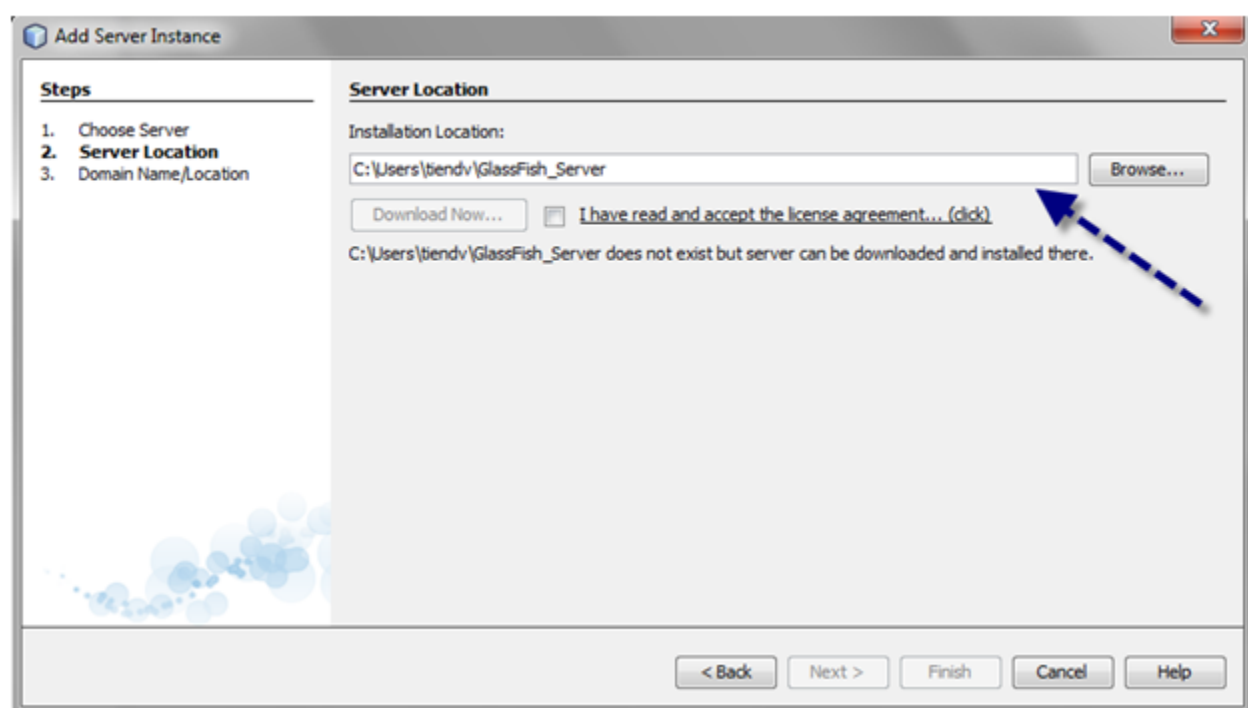 Add Server Instance
Steps
1. Choose Server
2. Server Location
3. Domain Name/Location
Server Location
Installation Location:
C:\Users\tiendv\GlassFish_Server
Browse...
Download Now...
I have read and accept the license agreement... (click)
C:\Users\tiendv\GlassFish_Server does not exist but server can be downloaded and installed there.
< Back
Next >
Finish
Cancel
Help